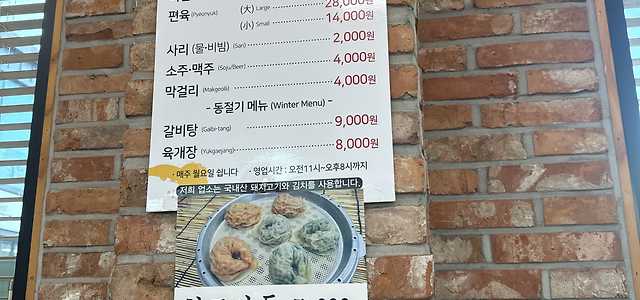 편육 (Pyeonyuk) (大) Large 28,000원
(小) Small 14,000원
사리 (물·비빔) (Sari) 2,000원
소주·맥주 (Soju/Beer) 4,000원
막걸리 (Makgeolli) 4,000원
- 동절기 메뉴 (Winter Menu) -
갈비탕 (Galbi-tang) 9,000원
육개장 (Yukgaejang) 8,000원
· 매주 월요일 쉽니다 · 영업시간 : 오전11시~오후8시까지
저희 업소는 국내산 돼지고기와 김치를 사용합니다.